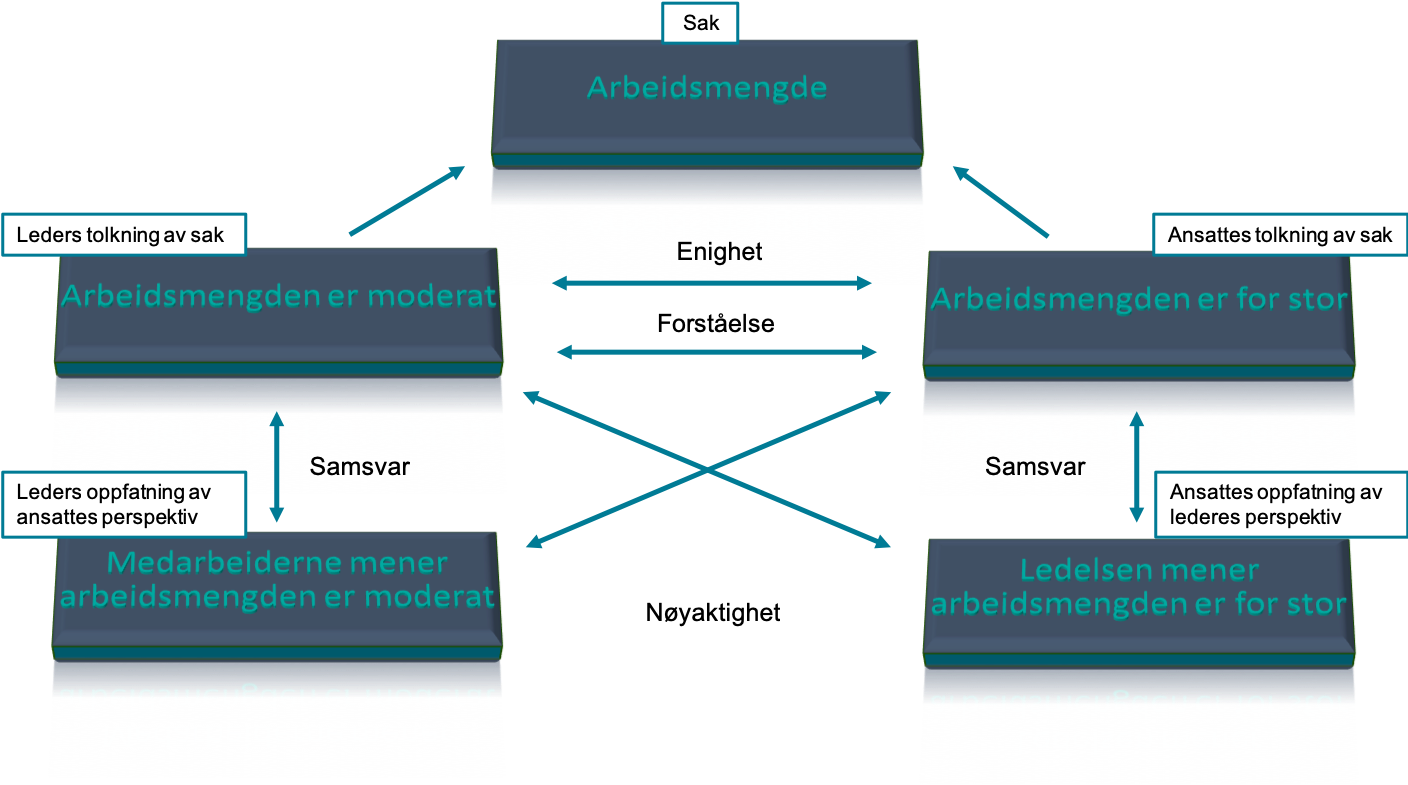 Sak
Arbeidsmengde
Leders tolkning av sak
Ansattes tolkning av sak
Enighet
Arbeidsmengden er moderat
Arbeidsmengden er for stor
Forståelse
Samsvar
Samsvar
Leders oppfatning av
ansattes perspektiv
Ansattes oppfatning av
lederes perspektiv
Medarbeiderne mener
arbeidsmengden er moderat
Ledelsen mener
arbeidsmengden er for stor
Nøyaktighet